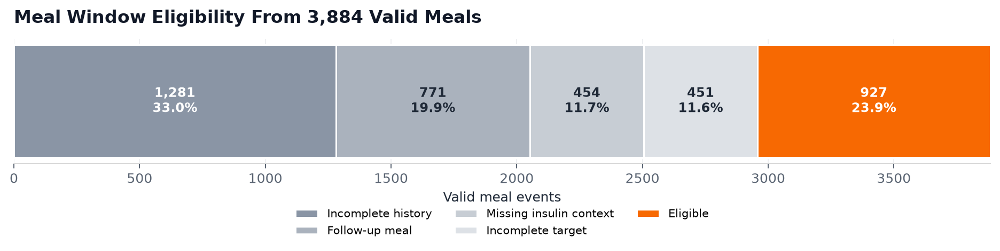 Meal Window Eligibility From 3,884 Valid Meals
1,281
33.0%
771
19.9%
454
11.7%
451
11.6%
927
23.9%
0 500 1000 1500 2000 2500 3000 3500
Valid meal events
Incomplete history
Follow-up meal
Missing insulin context
Incomplete target
Eligible